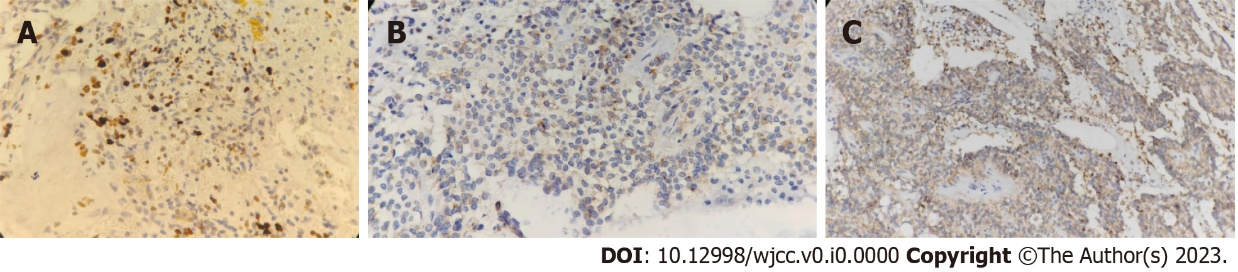 A
B
C
DOI: 10.12998/wjcc.v0.i0.0000 Copyright ©The Author(s) 2023.